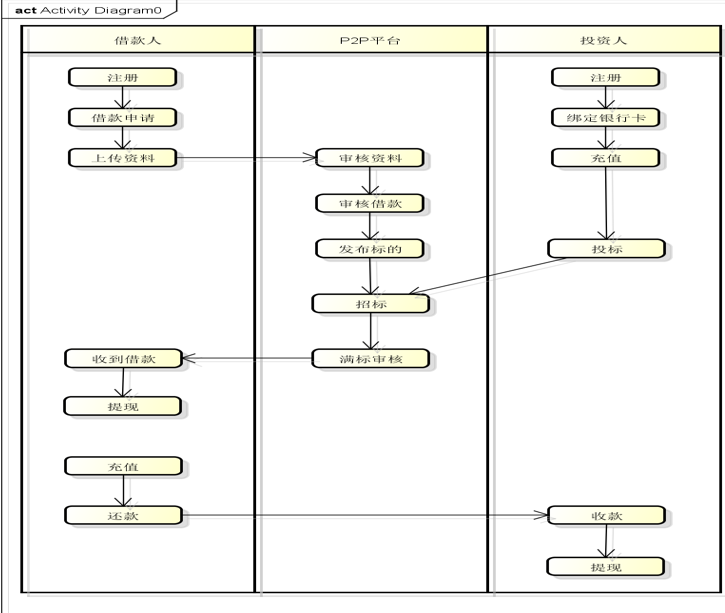 act Activity Diagram0
借款人
P2P平台
投资人
注册
注册
借款申请
绑定银行卡
上传资料
审核资料
充值
审核借款
发布标的
投标
招标
收到借款
满标审核
提现
充值
还款
收款
提现